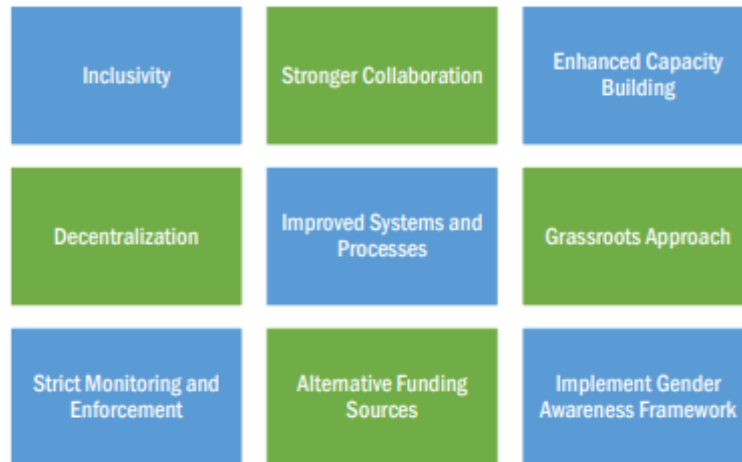 Inclusivity
Stronger Collaboration
Enhanced Capacity
Building
Decentralization
Improved Systems and
Processes
Grassroots Approach
Strict Monitoring and
Enforcement
Alternative Funding
Sources
Implement Gender
Awareness Framework